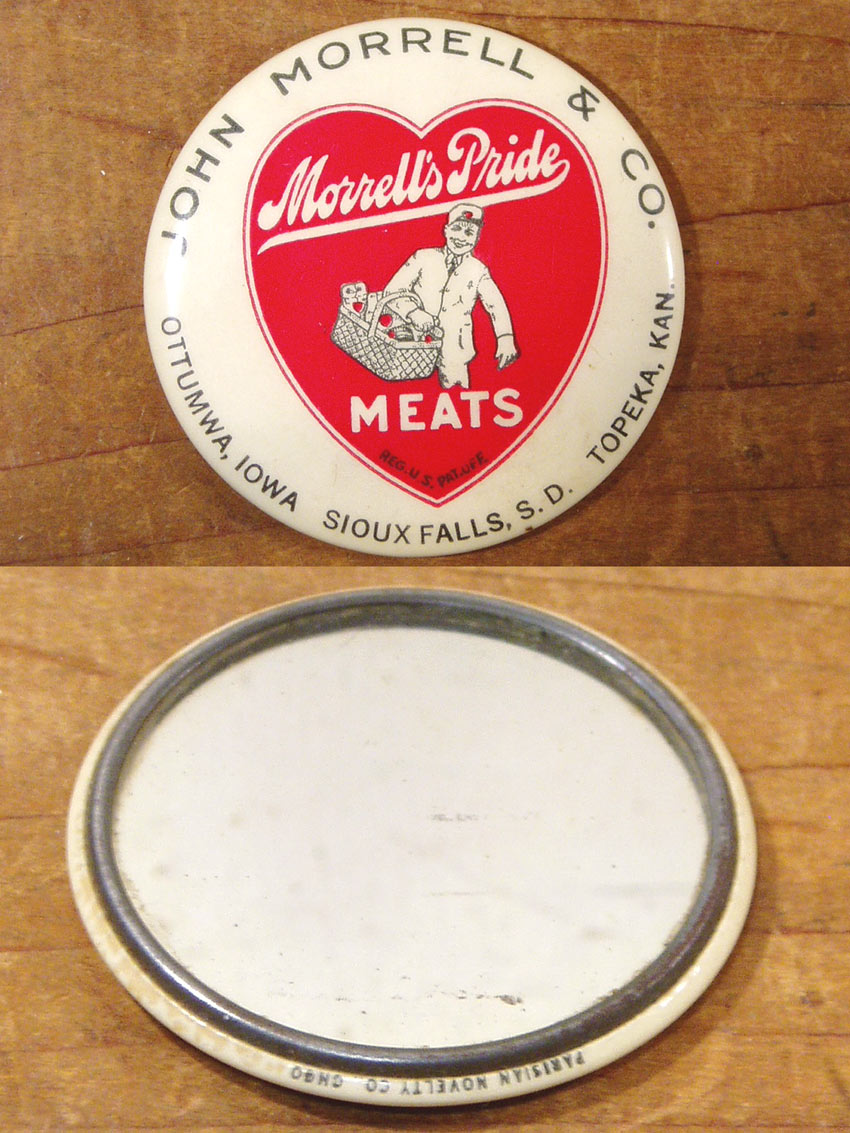 JOHN MORRELL & CO.
Morrell's Pride
MEATS
REG. U.S. PAT. OFF.
OTTUMWA, IOWA SIOUX FALLS, S. D. TOPEKA, KAN.
PARISIAN NOVELTY CO. CHGO